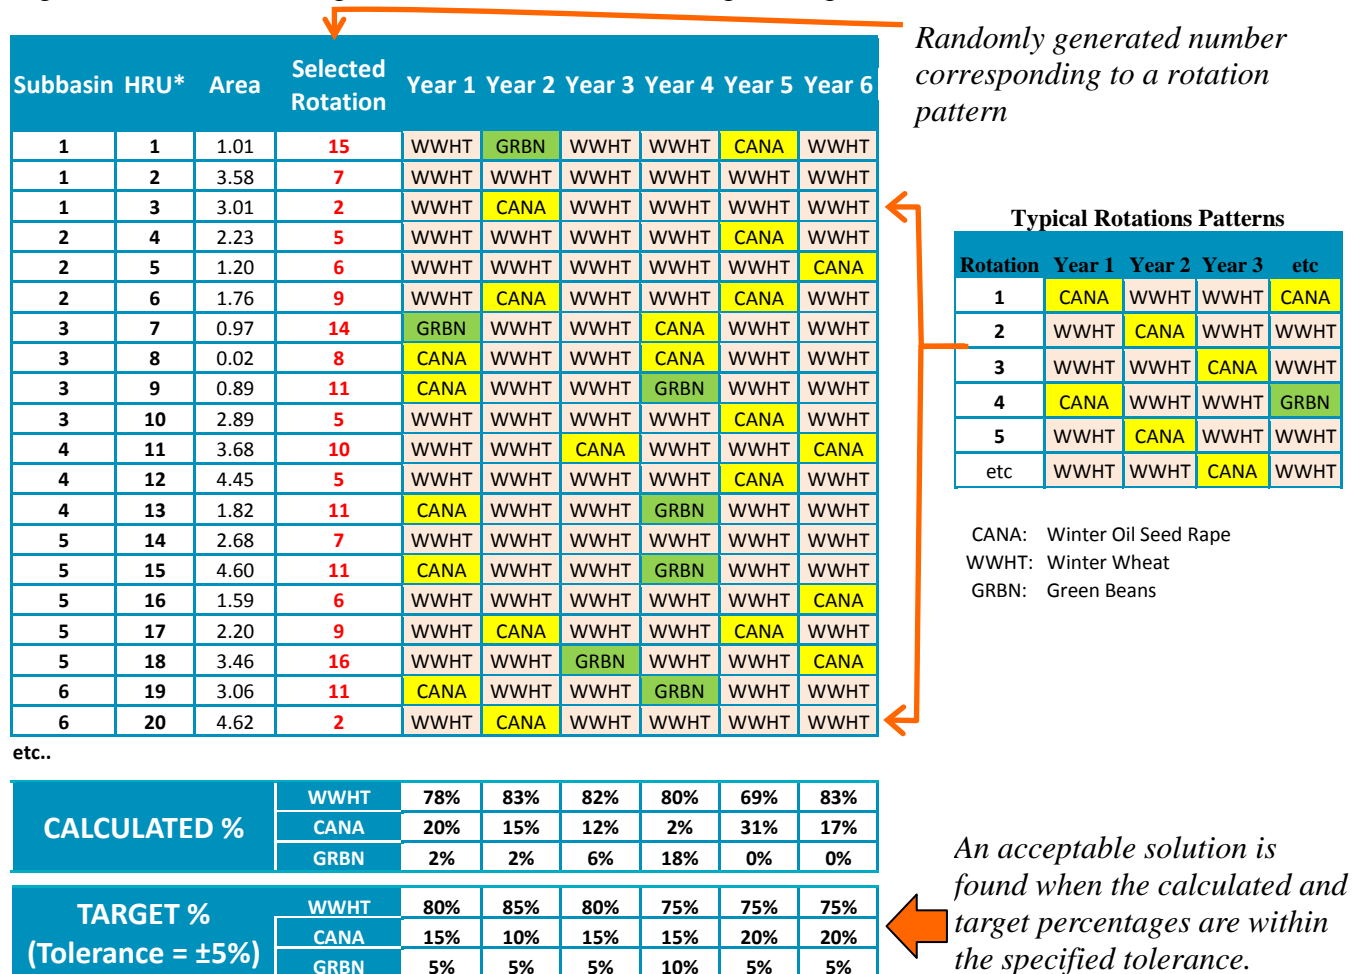 Randomly generated number
corresponding to a rotation
pattern
Subbasin HRU* Area Selected Rotation Year 1 Year 2 Year 3 Year 4 Year 5 Year 6
1 1 1.01 15 WWHT GRBN WWHT WWHT CANA WWHT
1 2 3.58 7 WWHT WWHT WWHT WWHT WWHT WWHT
1 3 3.01 2 WWHT CANA WWHT WWHT WWHT WWHT
2 4 2.23 5 WWHT WWHT WWHT WWHT CANA WWHT
2 5 1.20 6 WWHT WWHT WWHT WWHT WWHT CANA
2 6 1.76 9 WWHT CANA WWHT WWHT CANA WWHT
3 7 0.97 14 GRBN WWHT WWHT CANA WWHT WWHT
3 8 0.02 8 CANA WWHT WWHT CANA WWHT WWHT
3 9 0.89 11 CANA WWHT WWHT GRBN WWHT WWHT
3 10 2.89 5 WWHT WWHT WWHT WWHT CANA WWHT
4 11 3.68 10 WWHT WWHT CANA WWHT WWHT CANA
4 12 4.45 5 WWHT WWHT WWHT WWHT CANA WWHT
4 13 1.82 11 CANA WWHT WWHT GRBN WWHT WWHT
5 14 2.68 7 WWHT WWHT WWHT WWHT WWHT WWHT
5 15 4.60 11 CANA WWHT WWHT GRBN WWHT WWHT
5 16 1.59 6 WWHT WWHT WWHT WWHT WWHT CANA
5 17 2.20 9 WWHT CANA WWHT WWHT CANA WWHT
5 18 3.46 16 WWHT WWHT GRBN WWHT WWHT CANA
6 19 3.06 11 CANA WWHT WWHT GRBN WWHT WWHT
6 20 4.62 2 WWHT CANA WWHT WWHT WWHT WWHT
etc..
Typical Rotations Patterns
Rotation Year 1 Year 2 Year 3 etc
1 CANA WWHT WWHT CANA
2 WWHT CANA WWHT WWHT
3 WWHT WWHT CANA WWHT
4 CANA WWHT WWHT GRBN
5 WWHT CANA WWHT WWHT
etc WWHT WWHT CANA WWHT
CANA: Winter Oil Seed Rape
WWHT: Winter Wheat
GRBN: Green Beans
CALCULATED %
WWHT 78% 83% 82% 80% 69% 83%
CANA 20% 15% 12% 2% 31% 17%
GRBN 2% 2% 6% 18% 0% 0%
TARGET %
(Tolerance = ±5%)
WWHT 80% 85% 80% 75% 75% 75%
CANA 15% 10% 15% 15% 20% 20%
GRBN 5% 5% 5% 10% 5% 5%
An acceptable solution is
found when the calculated and
target percentages are within
the specified tolerance.